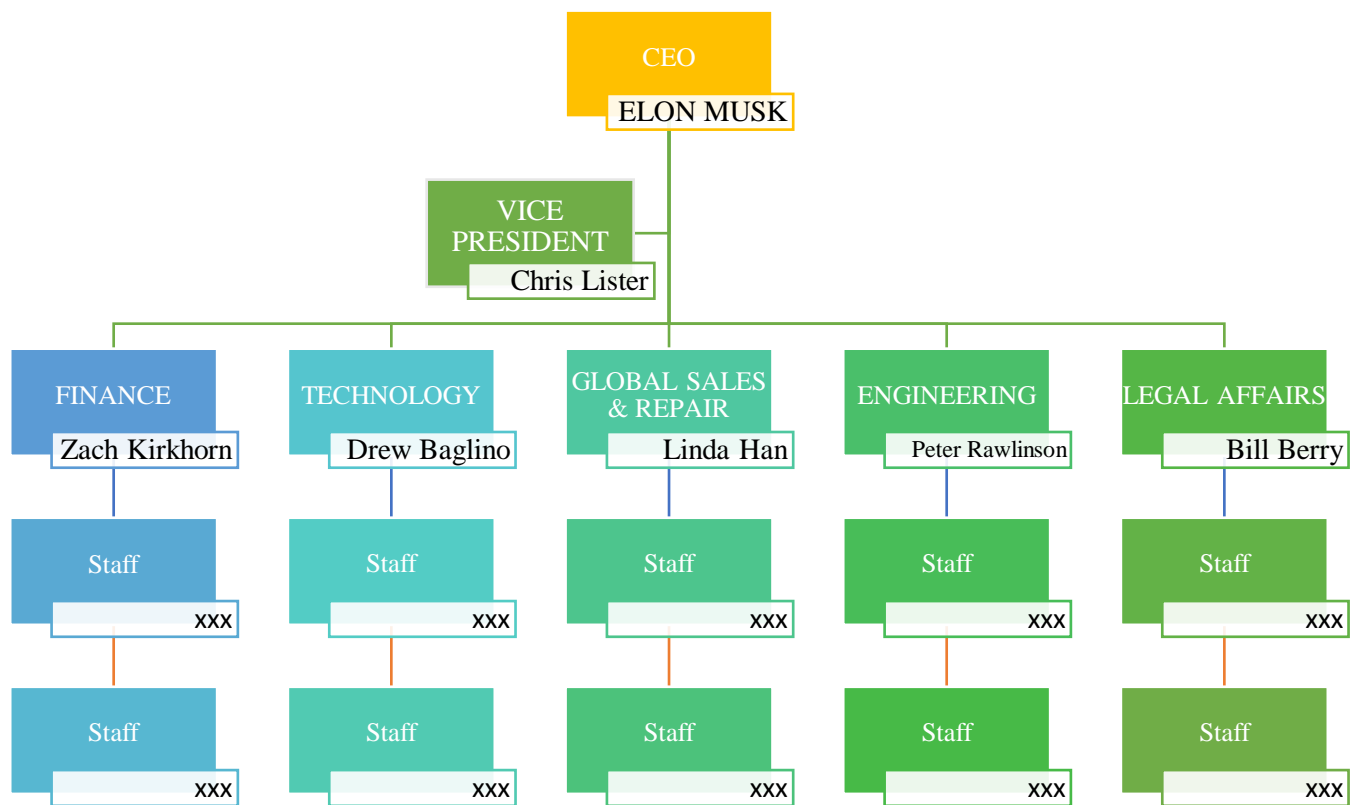 CEO
ELON MUSK
VICE
PRESIDENT
Chris Lister
FINANCE
Zach Kirkhorn
TECHNOLOGY
Drew Baglino
GLOBAL SALES
& REPAIR
Linda Han
ENGINEERING
Peter Rawlinson
LEGAL AFFAIRS
Bill Berry
Staff
xxx
Staff
xxx
Staff
xxx
Staff
xxx
Staff
xxx
Staff
xxx
Staff
xxx
Staff
xxx
Staff
xxx
Staff
xxx